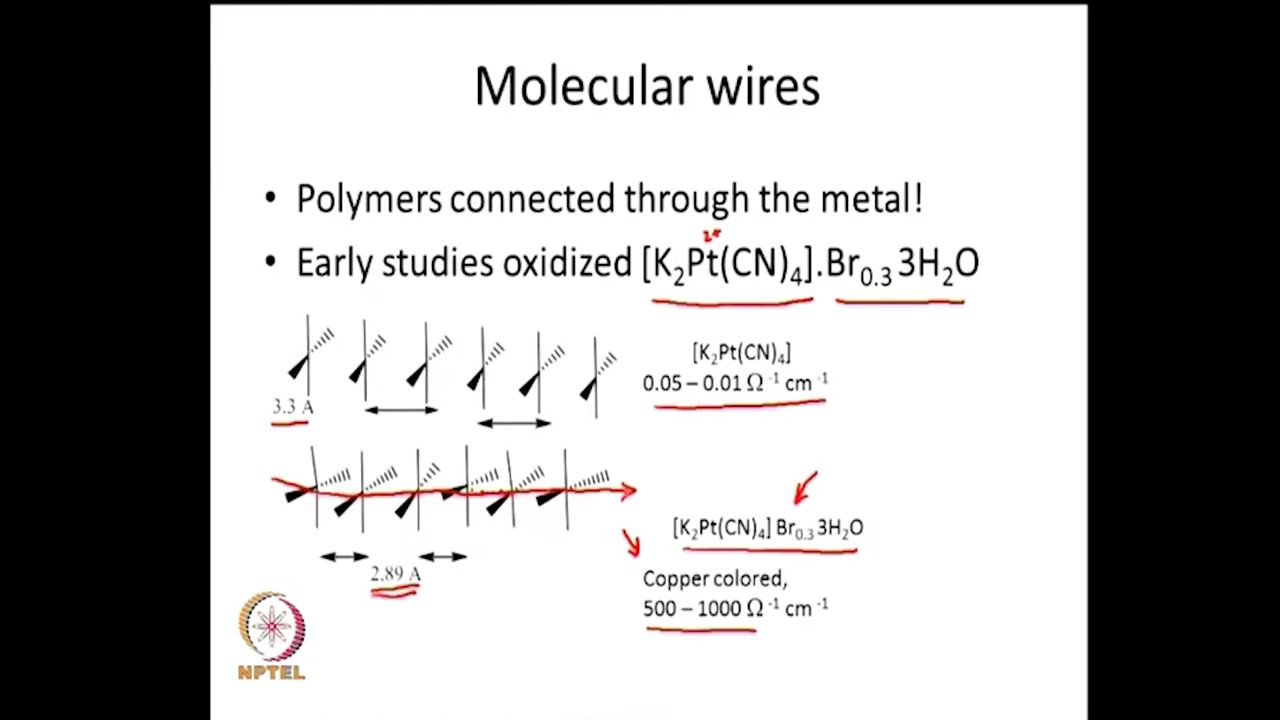 Molecular wires
• Polymers connected through the metal!
2+
• Early studies oxidized [K₂Pt(CN)₄].Br₀.₃ 3H₂O
[K₂Pt(CN)₄]
0.05 – 0.01 Ω ⁻¹ cm ⁻¹
3.3 A
[K₂Pt(CN)₄] Br₀.₃ 3H₂O
2.89 A
Copper colored,
500 – 1000 Ω ⁻¹ cm ⁻¹
NPTEL